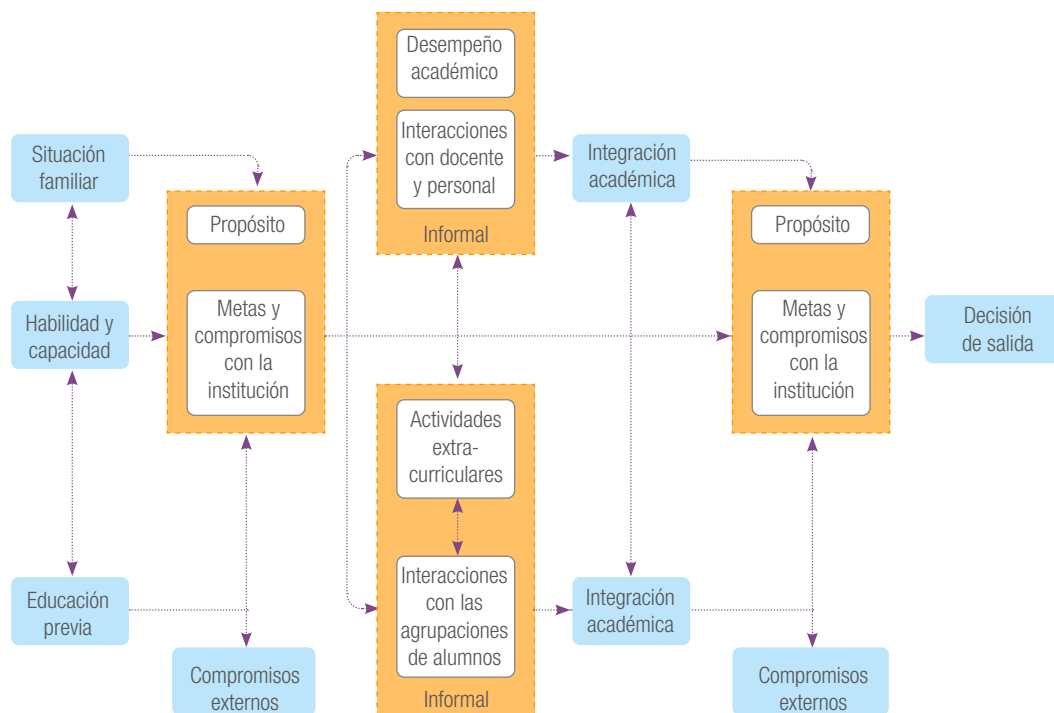 Situación
familiar
Habilidad y
capacidad
Educación
previa
Propósito
Metas y
compromisos
con la
institución
Compromisos
externos
Desempeño
académico
Interacciones
con docente
y personal
Informal
Actividades
extra-
curriculares
Interacciones
con las
agrupaciones
de alumnos
Informal
Integración
académica
Integración
académica
Propósito
Metas y
compromisos
con la
institución
Compromisos
externos
Decisión
de salida